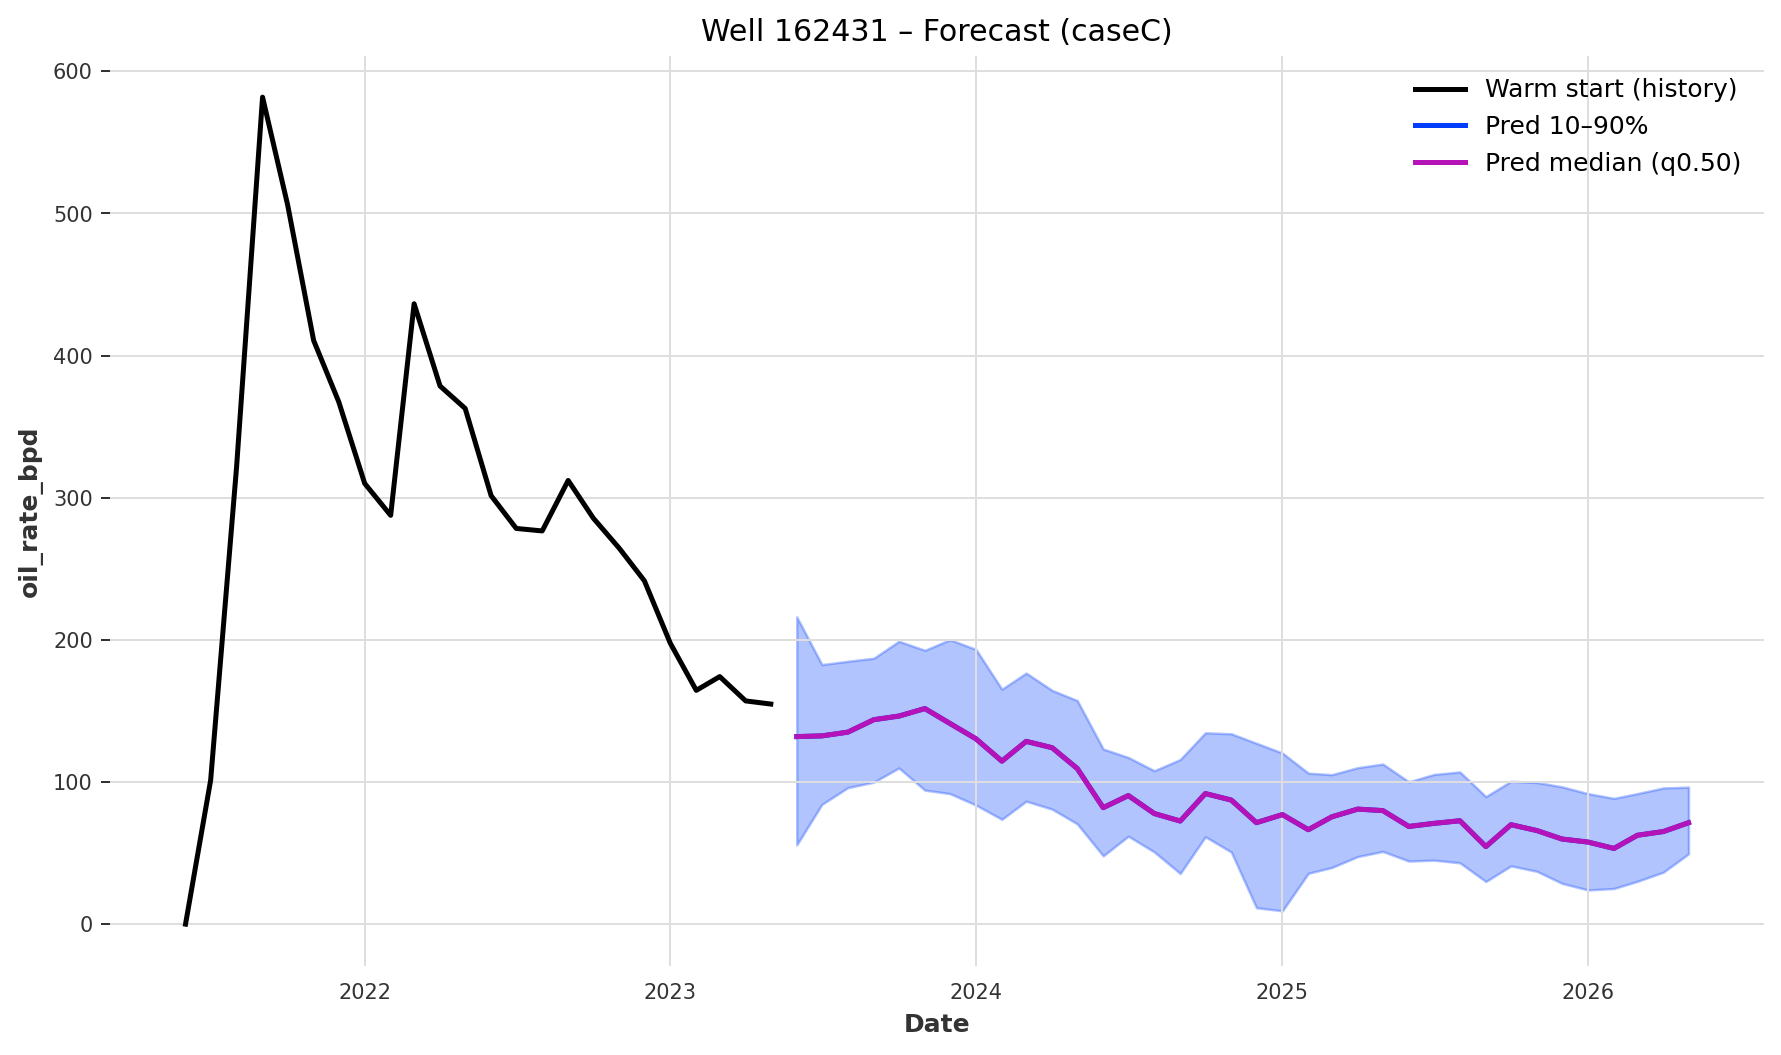 Well 162431 – Forecast (caseC)
Warm start (history)
Pred 10–90%
Pred median (q0.50)
oil_rate_bpd
600
500
400
300
200
100
0
2022
2023
2024
2025
2026
Date